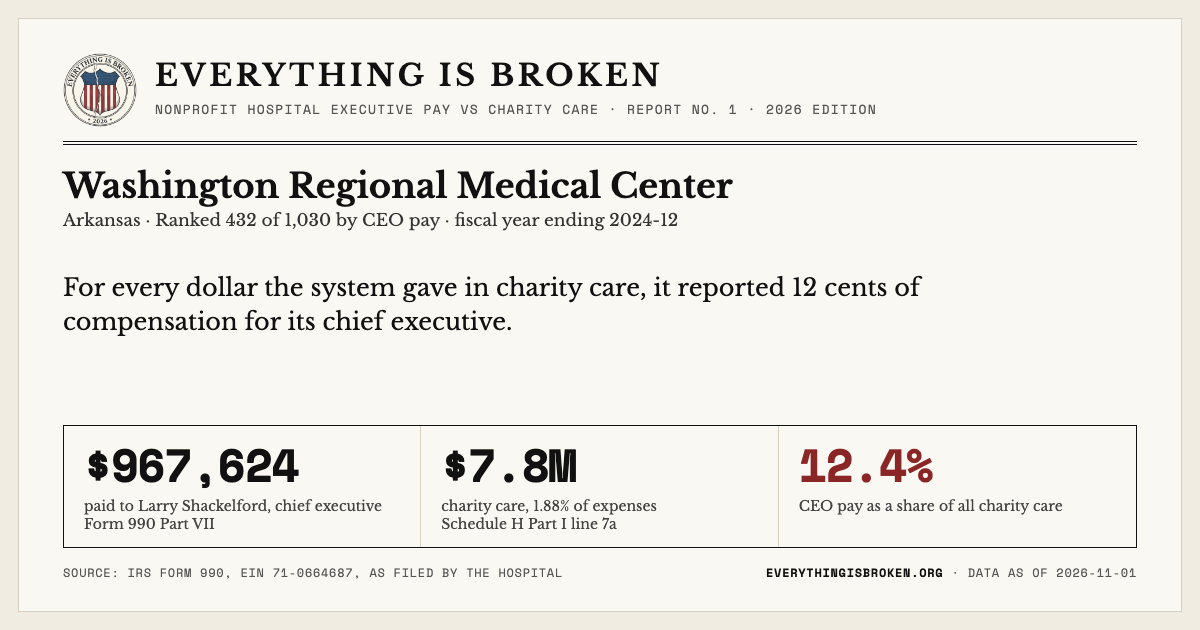 EVERYTHING IS BROKEN
· 2026 ·
EVERYTHING IS BROKEN
NONPROFIT HOSPITAL EXECUTIVE PAY VS CHARITY CARE · REPORT NO. 1 · 2026 EDITION
Washington Regional Medical Center
Arkansas · Ranked 432 of 1,030 by CEO pay · fiscal year ending 2024-12
For every dollar the system gave in charity care, it reported 12 cents of
compensation for its chief executive.
$967,624
paid to Larry Shackelford, chief executive
Form 990 Part VII
$7.8M
charity care, 1.88% of expenses
Schedule H Part I line 7a
12.4%
CEO pay as a share of all charity care
SOURCE: IRS FORM 990, EIN 71-0664687, AS FILED BY THE HOSPITAL
EVERYTHINGISBROKEN.ORG · DATA AS OF 2026-11-01